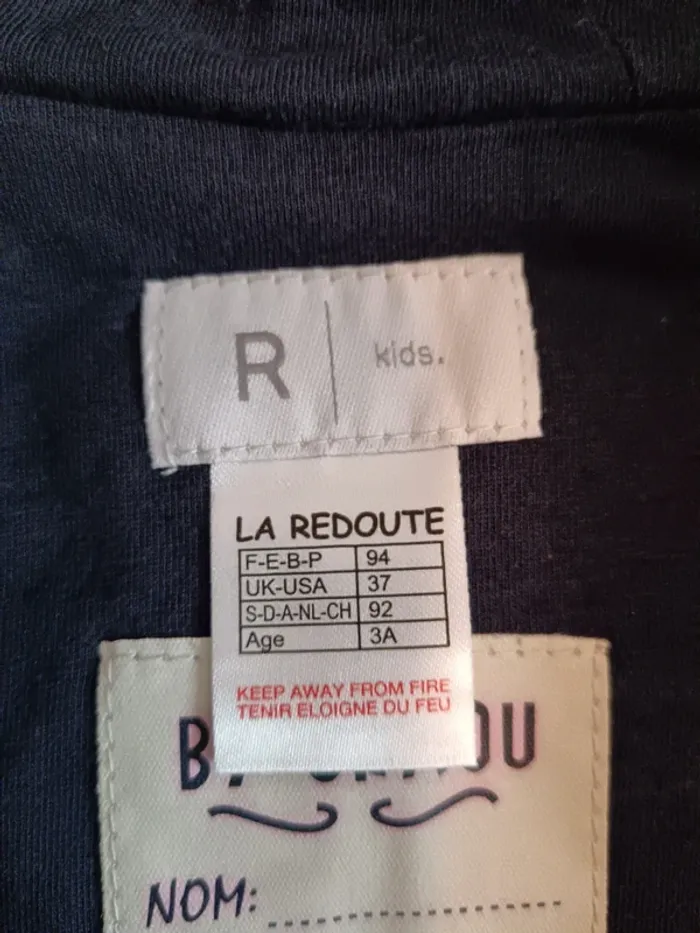 R kids.
LA REDOUTE
F-E-B-P 94
UK-USA 37
S-D-A-NL-CH 92
Age 3A
KEEP AWAY FROM FIRE
TENIR ELOIGNE DU FEU
NOM: